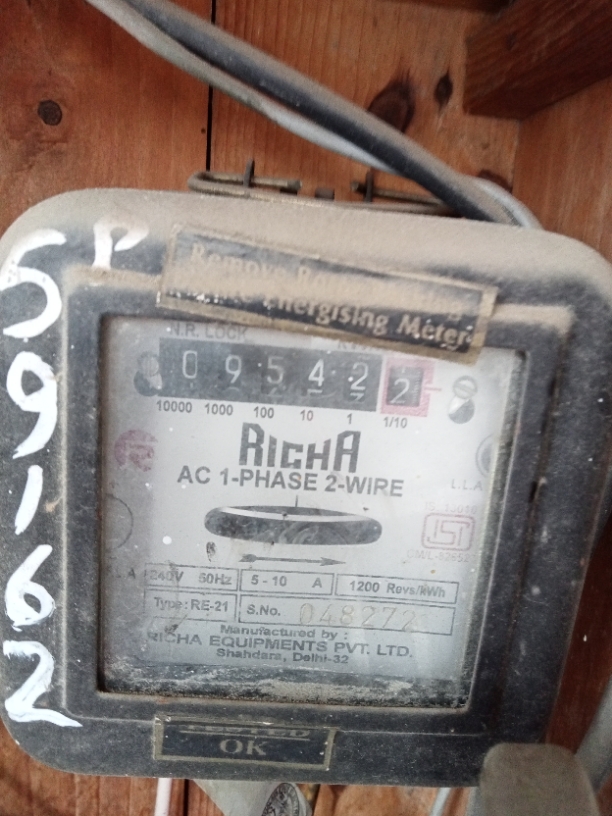 P
59162
Energising Meter
N.R. LOCK
0 9 5 4 2 2
10000 1000 100 10 1 1/10
RICHA
AC 1-PHASE 2-WIRE
240V 50Hz 5 - 10 A 1200 Revs/kWh
Type: RE-21 S.No. 048272
Manufactured by :
RICHA EQUIPMENTS PVT. LTD.
Shahdara, Delhi-32
OK